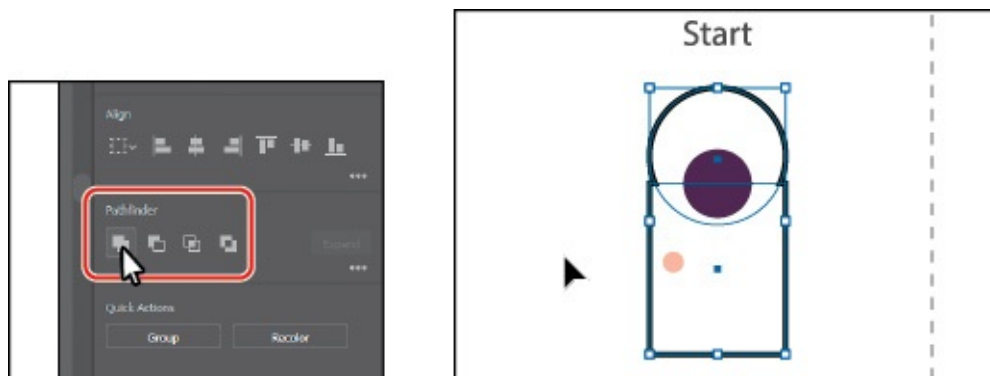 Align
Pathfinder
Expand
Quick Actions
Group
Recolor
Start